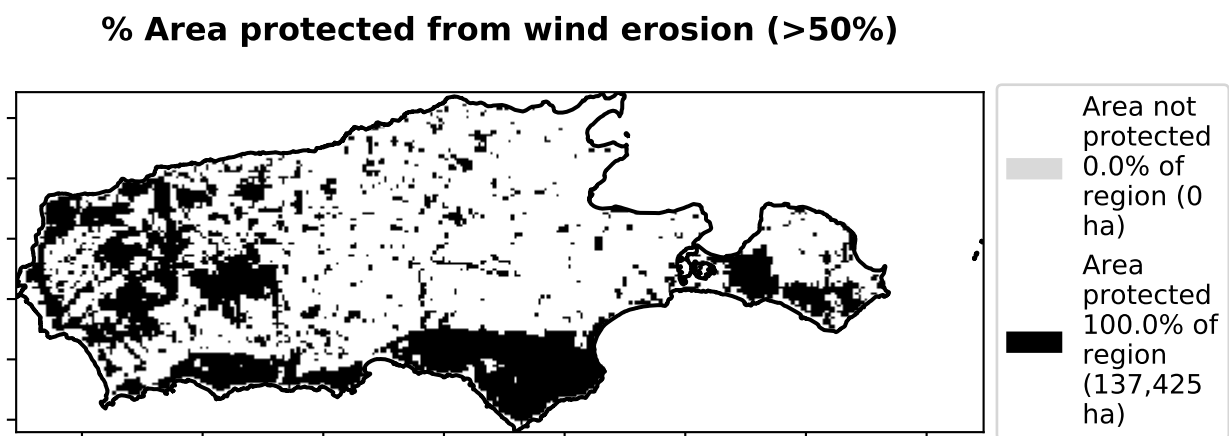 % Area protected from wind erosion (>50%)
Area not
protected
0.0% of
region (0
ha)
Area
protected
100.0% of
region
(137,425
ha)